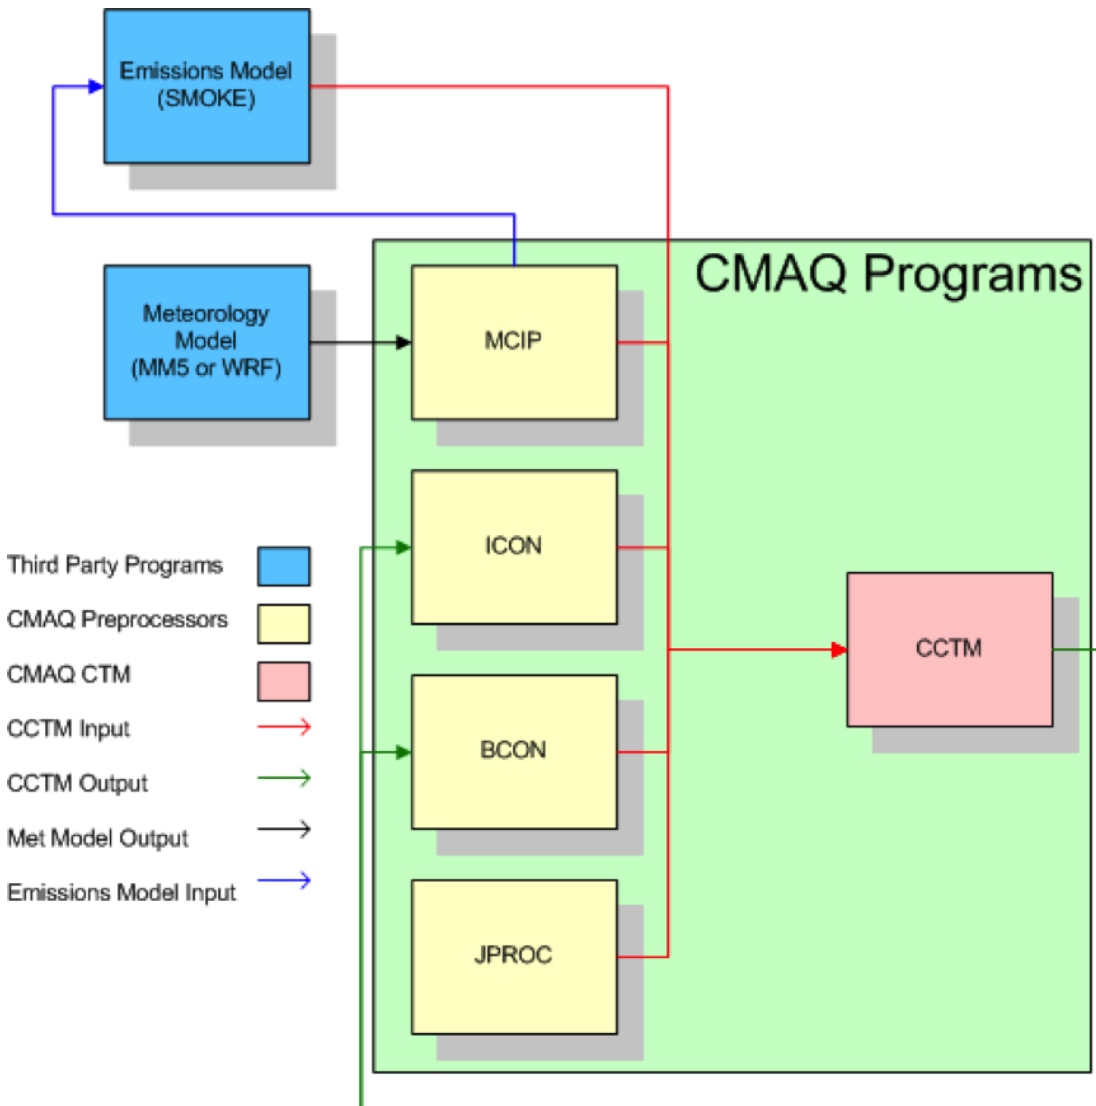 Emissions Model
(SMOKE)
CMAQ Programs
Meteorology
Model
(MM5 or WRF)
MCIP
ICON
BCON
JPROC
CCTM
Third Party Programs
CMAQ Preprocessors
CMAQ CTM
CCTM Input
CCTM Output
Met Model Output
Emissions Model Input